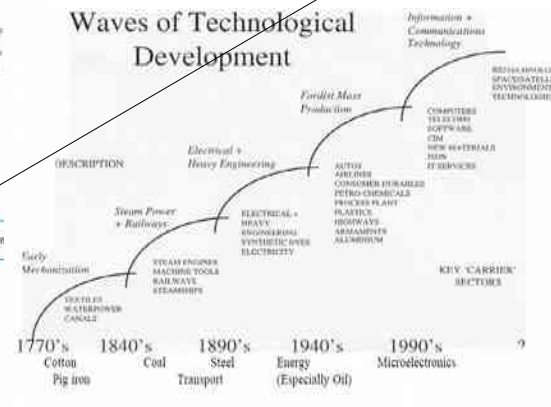 Waves of Technological
Development
Information +
Communications
Technology
Fordist Mass
Production
Electrical +
Heavy Engineering
DESCRIPTION
Steam Power
+ Railways
Early
Mechanization
TEXTILES
WATERPOWER
CANALS
STEAM ENGINES
MACHINE TOOLS
RAILWAYS
STEAMSHIPS
ELECTRICAL +
HEAVY
ENGINEERING
SYNTHETIC DYES
ELECTRICITY
AUTOS
AIRLINES
CONSUMER DURABLES
PETRO-CHEMICALS
PROCESS PLANT
PLASTICS
HIGHWAYS
ARMAMENTS
ALUMINIUM
COMPUTERS
TELECOMS
SOFTWARE
CIM
NEW MATERIALS
ISDN
IT SERVICES
KEY 'CARRIER'
SECTORS
1770's 1840's 1890's 1940's 1990's ?
Cotton Coal Steel Energy Microelectronics
Pig iron Transport (Especially Oil)